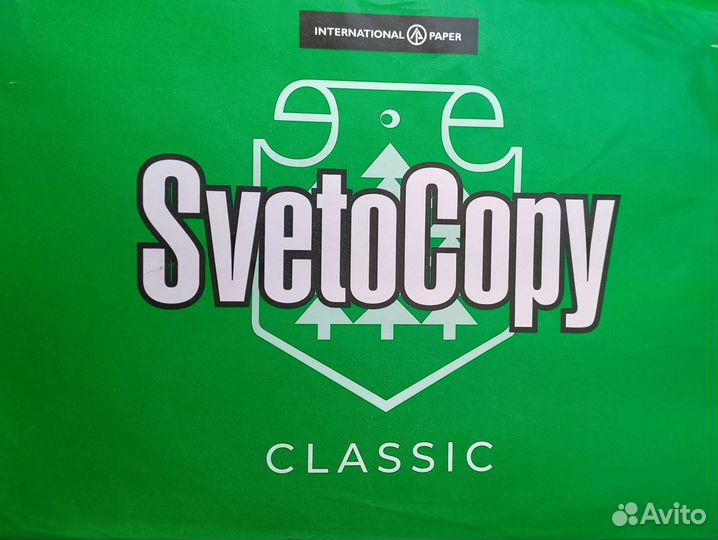 INTERNATIONAL PAPER
SvetoCopy
CLASSIC
Avito